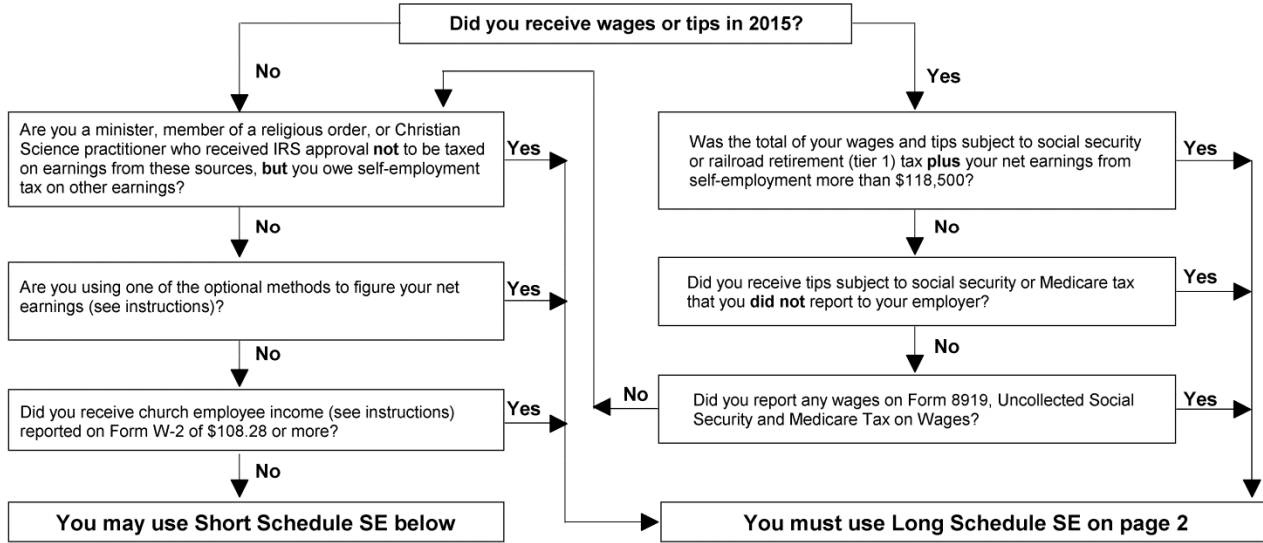 Did you receive wages or tips in 2015?
No
Yes
Are you a minister, member of a religious order, or Christian
Science practitioner who received IRS approval not to be taxed
on earnings from these sources, but you owe self-employment
tax on other earnings?
Yes
Was the total of your wages and tips subject to social security
or railroad retirement (tier 1) tax plus your net earnings from
self-employment more than $118,500?
Yes
No
No
Are you using one of the optional methods to figure your net
earnings (see instructions)?
Yes
Did you receive tips subject to social security or Medicare tax
that you did not report to your employer?
Yes
No
No
Did you receive church employee income (see instructions)
reported on Form W-2 of $108.28 or more?
Yes
No
Did you report any wages on Form 8919, Uncollected Social
Security and Medicare Tax on Wages?
Yes
No
You may use Short Schedule SE below
You must use Long Schedule SE on page 2